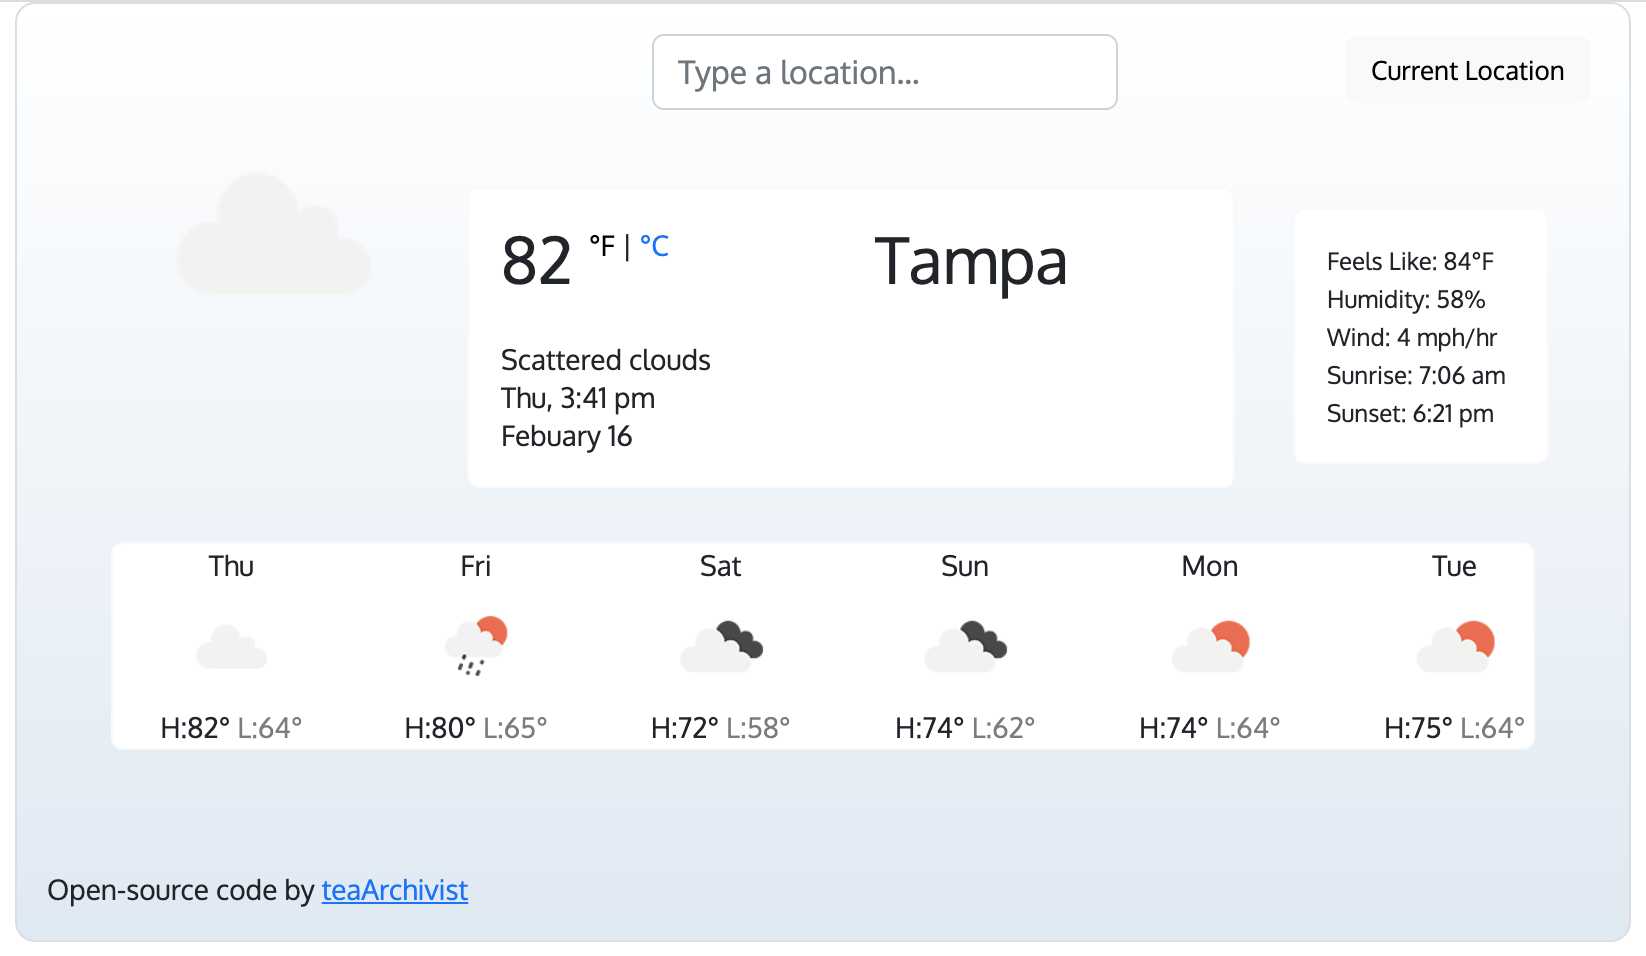 Type a location...
Current Location
82 °F | °C
Tampa
Scattered clouds
Thu, 3:41 pm
Febuary 16
Feels Like: 84°F
Humidity: 58%
Wind: 4 mph/hr
Sunrise: 7:06 am
Sunset: 6:21 pm
Thu Fri Sat Sun Mon Tue
H:82° L:64° H:80° L:65° H:72° L:58° H:74° L:62° H:74° L:64° H:75° L:64°
Open-source code by teaArchivist